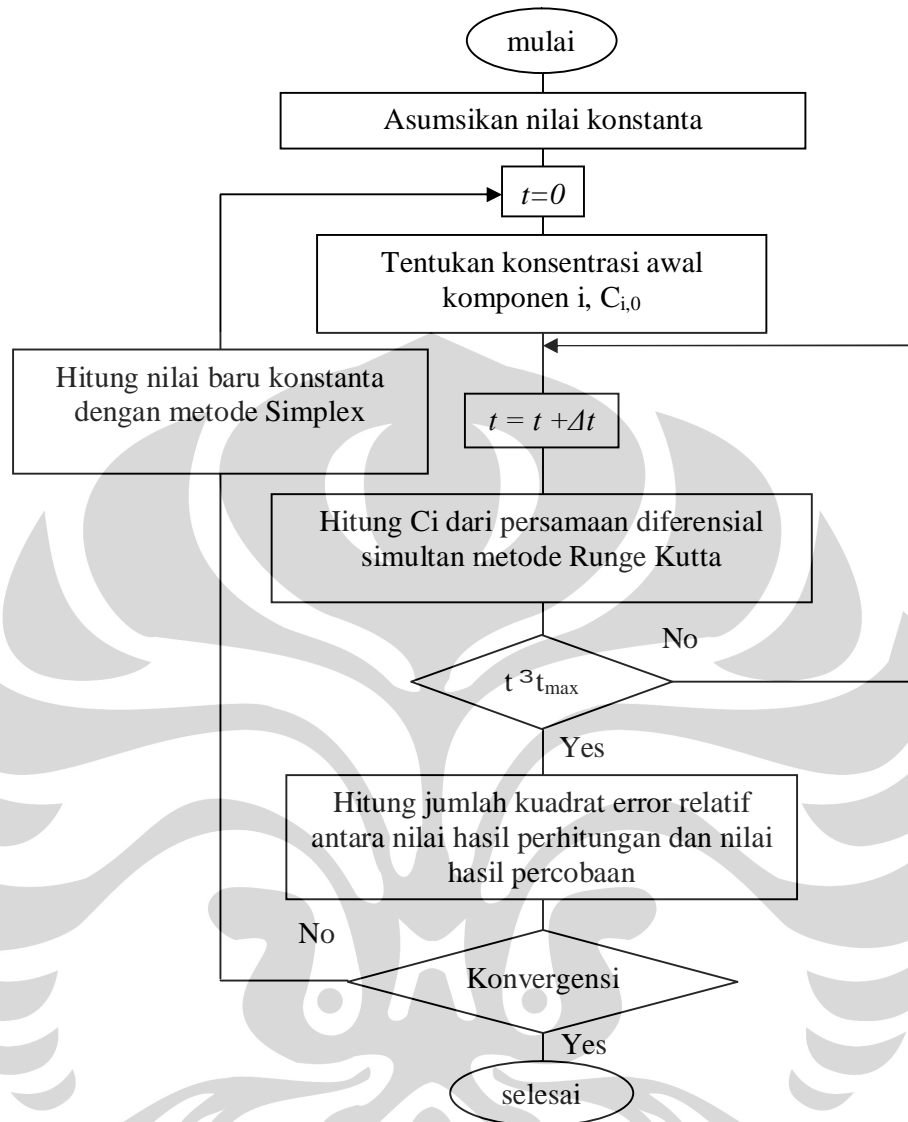 mulai
Asumsikan nilai konstanta
t=0
Tentukan konsentrasi awal
komponen i, Ci,0
Hitung nilai baru konstanta
dengan metode Simplex
t = t +Δt
Hitung Ci dari persamaan diferensial
simultan metode Runge Kutta
No
t ³tmax
Yes
Hitung jumlah kuadrat error relatif
antara nilai hasil perhitungan dan nilai
hasil percobaan
No
Konvergensi
Yes
selesai